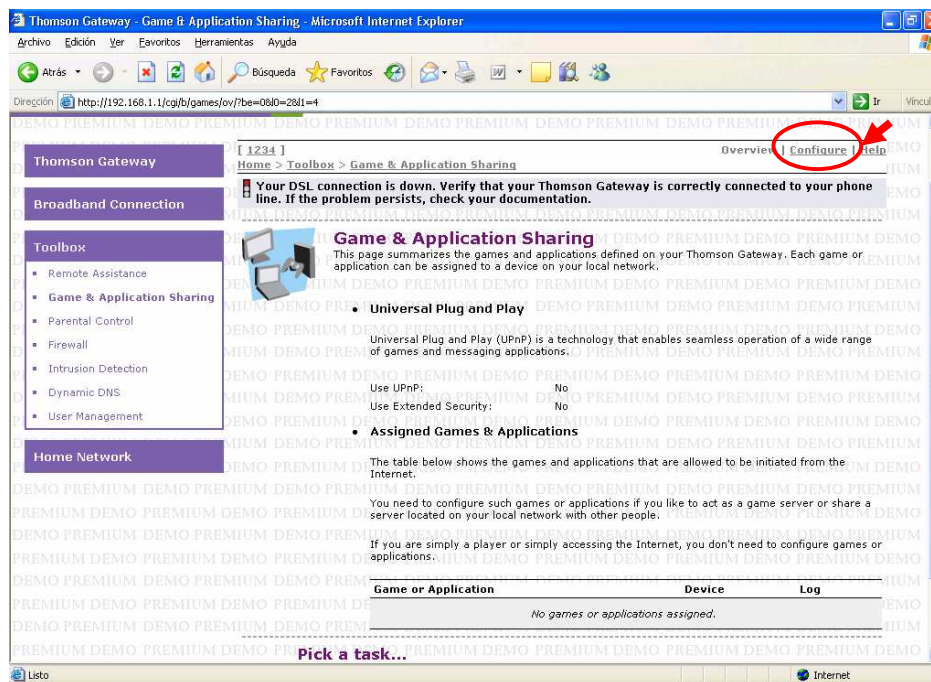 Thomson Gateway - Game & Application Sharing - Microsoft Internet Explorer
Archivo Edición Ver Favoritos Herramientas Ayuda
Atrás Búsqueda Favoritos
Dirección http://192.168.1.1/cgi/b/games/ov/?be=0&l0=2&l1=4 Ir Víncul
[ 1234 ] Overview | Configure | Help
Home > Toolbox > Game & Application Sharing
Your DSL connection is down. Verify that your Thomson Gateway is correctly connected to your phone
line. If the problem persists, check your documentation.
Thomson Gateway
Broadband Connection
Toolbox
Remote Assistance
Game & Application Sharing
Parental Control
Firewall
Intrusion Detection
Dynamic DNS
User Management
Home Network
Game & Application Sharing
This page summarizes the games and applications defined on your Thomson Gateway. Each game or
application can be assigned to a device on your local network.
• Universal Plug and Play
Universal Plug and Play (UPnP) is a technology that enables seamless operation of a wide range
of games and messaging applications.
Use UPnP: No
Use Extended Security: No
• Assigned Games & Applications
The table below shows the games and applications that are allowed to be initiated from the
Internet.
You need to configure such games or applications if you like to act as a game server or share a
server located on your local network with other people.
If you are simply a player or simply accessing the Internet, you don't need to configure games or
applications.
Game or Application Device Log
No games or applications assigned.
Pick a task...
DEMO PREMIUM DEMO PREMIUM DEMO PREMIUM DEMO PREMIUM DEMO PREMIUM
Listo Internet